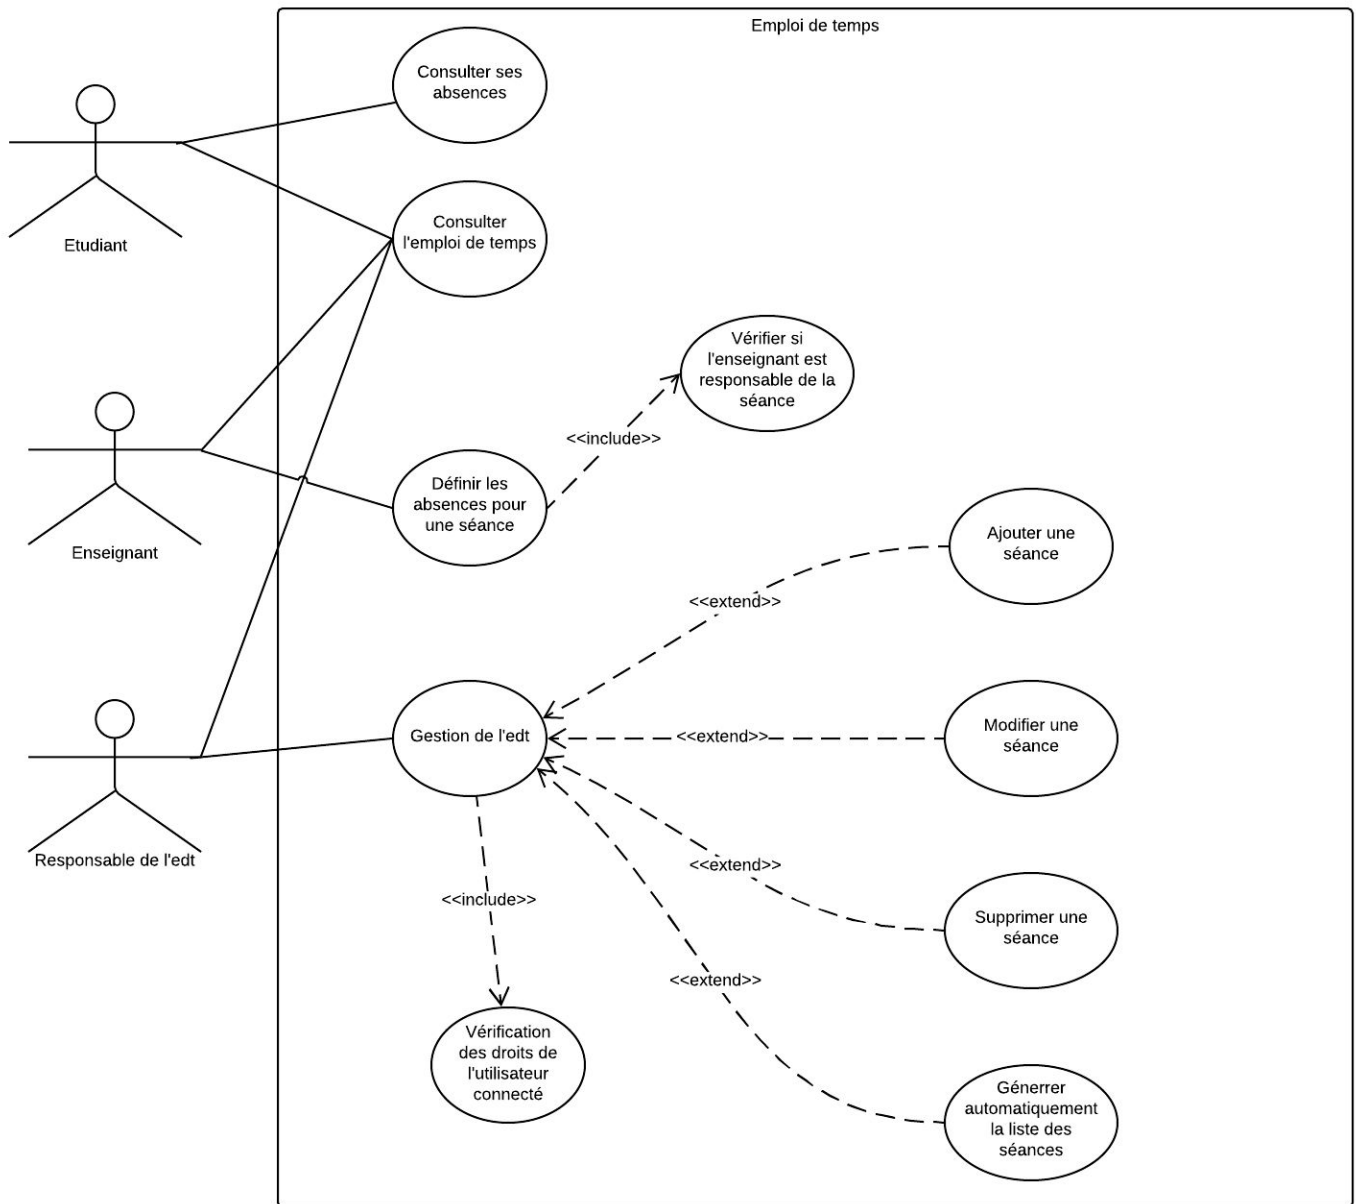 Emploi de temps
Consulter ses
absences
Etudiant
Consulter
l'emploi de temps
Vérifier si
l'enseignant est
responsable de la
séance
<<include>>
Enseignant
Définir les
absences pour
une séance
Ajouter une
séance
<<extend>>
Responsable de l'edt
Gestion de l'edt
<<extend>>
Modifier une
séance
<<extend>>
Supprimer une
séance
<<include>>
<<extend>>
Vérification
des droits de
l'utilisateur
connecté
Génerrer
automatiquement
la liste des
séances